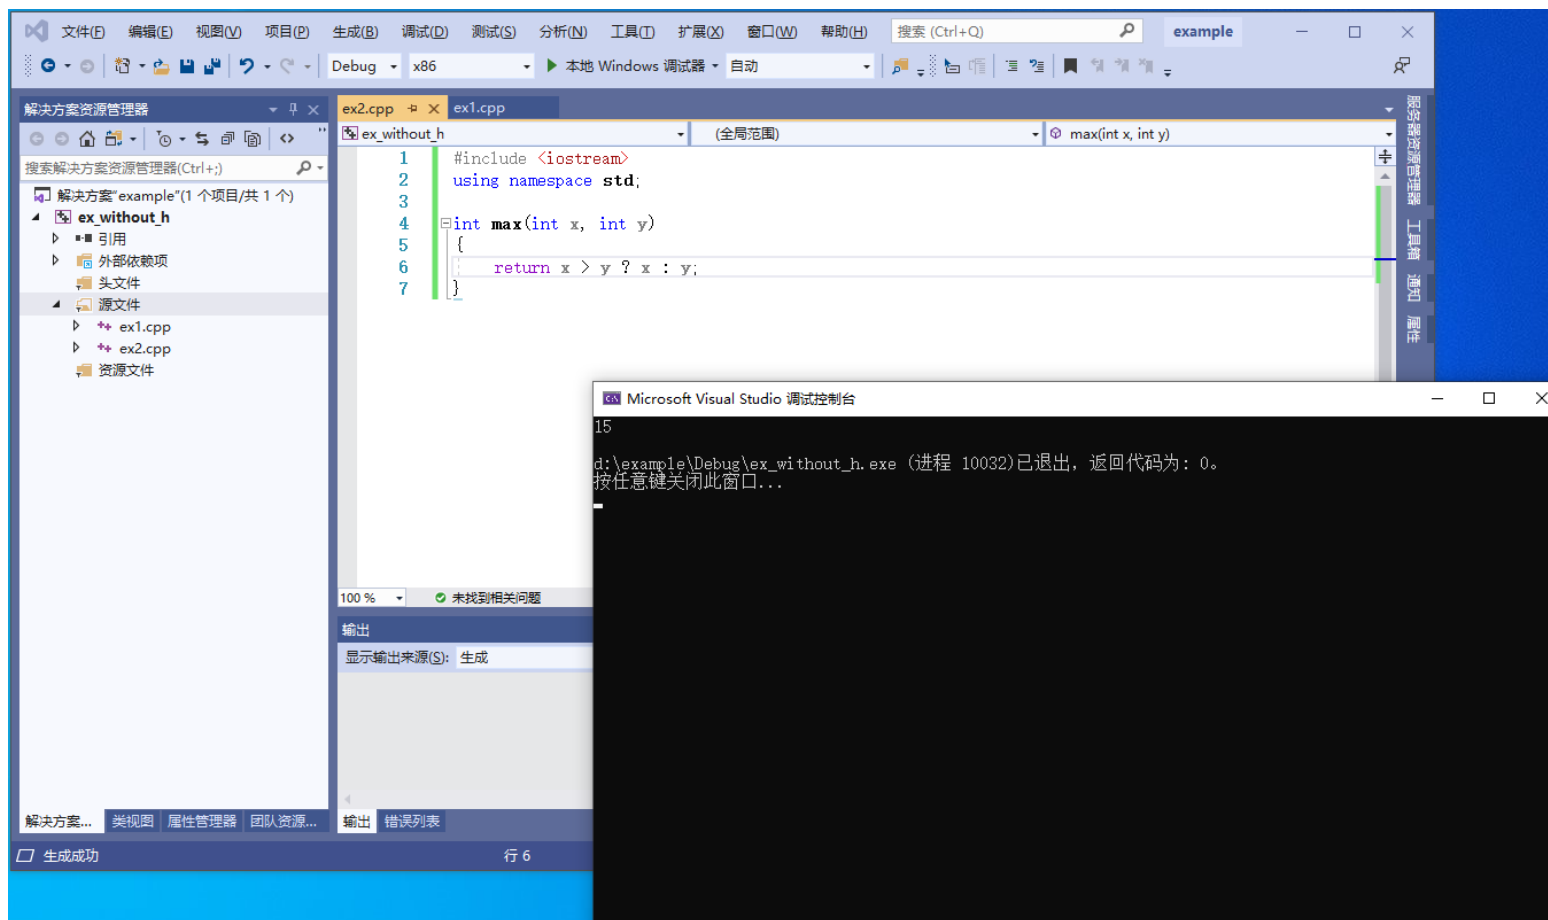 文件(F) 编辑(E) 视图(V) 项目(P) 生成(B) 调试(D) 测试(S) 分析(N) 工具(T) 扩展(X) 窗口(W) 帮助(H) 搜索 (Ctrl+Q) example
Debug x86 本地 Windows 调试器 自动
解决方案资源管理器
搜索解决方案资源管理器(Ctrl+;)
解决方案"example"(1 个项目/共 1 个)
ex_without_h
引用
外部依赖项
头文件
源文件
ex1.cpp
ex2.cpp
资源文件
解决方案... 类视图 属性管理器 团队资源...
ex2.cpp ex1.cpp
ex_without_h (全局范围) max(int x, int y)
1 #include <iostream>
2 using namespace std;
3
4 int max(int x, int y)
5 {
6 return x > y ? x : y;
7 }
100 % 未找到相关问题
输出
显示输出来源(S): 生成
输出 错误列表
生成成功 行 6
服务器资源管理器
工具箱
通知
属性
Microsoft Visual Studio 调试控制台
15
d:\example\Debug\ex_without_h.exe (进程 10032)已退出，返回代码为: 0。
按任意键关闭此窗口...